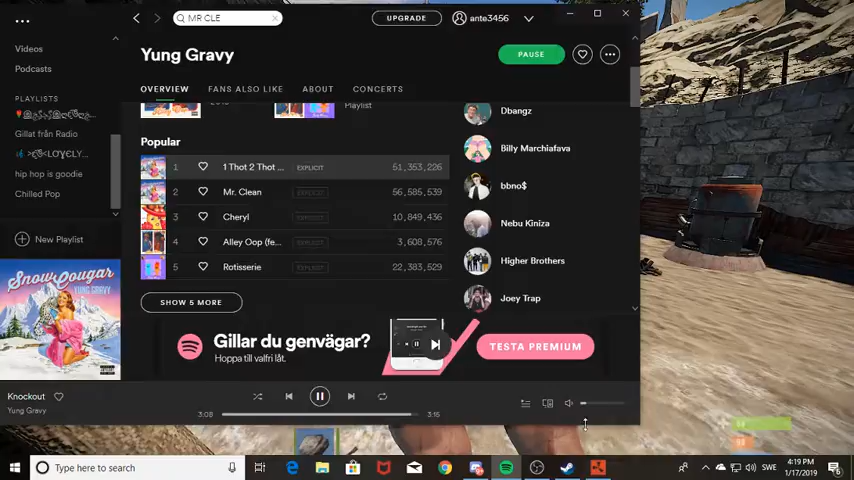 MR CLE
UPGRADE
ante3456
Videos
Podcasts
PLAYLISTS
Gillat från Radio
hip hop is goodie
Chilled Pop
New Playlist
Yung Gravy
PAUSE
OVERVIEW FANS ALSO LIKE ABOUT CONCERTS
Playlist
Popular
1 1 Thot 2 Thot ... EXPLICIT 51,353,226
2 Mr. Clean EXPLICIT 56,585,539
3 Cheryl EXPLICIT 10,849,436
4 Alley Oop (fe... EXPLICIT 3,608,576
5 Rotisserie EXPLICIT 22,383,529
SHOW 5 MORE
Dbangz
Billy Marchiafava
bbno$
Nebu Kiniza
Higher Brothers
Joey Trap
SNOW COUGAR
YUNG GRAVY
Gillar du genvägar?
Hoppa till valfri låt.
TESTA PREMIUM
Knockout
Yung Gravy
3:08
3:15
Type here to search
SWE
4:19 PM
1/17/2019